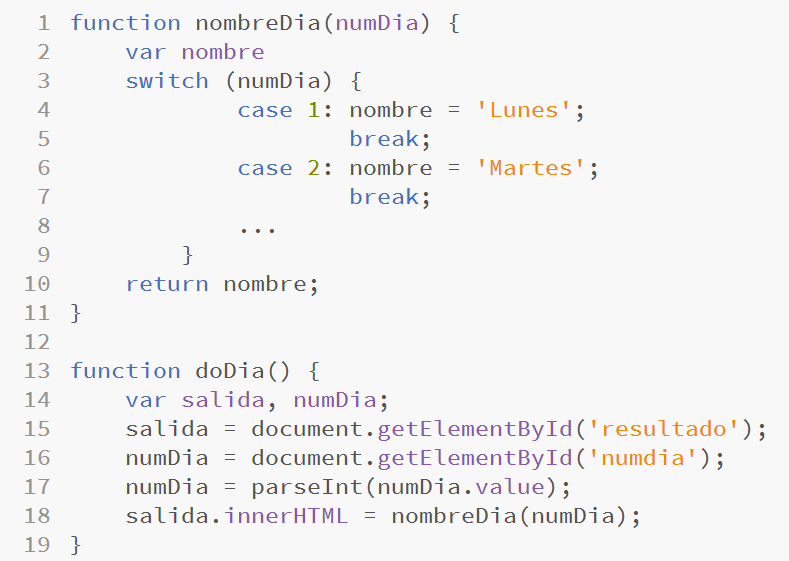 1 function nombreDia(numDia) {
2     var nombre
3     switch (numDia) {
4             case 1: nombre = 'Lunes';
5                     break;
6             case 2: nombre = 'Martes';
7                     break;
8             ...
9         }
10     return nombre;
11 }
12
13 function doDia() {
14     var salida, numDia;
15     salida = document.getElementById('resultado');
16     numDia = document.getElementById('numdia');
17     numDia = parseInt(numDia.value);
18     salida.innerHTML = nombreDia(numDia);
19 }